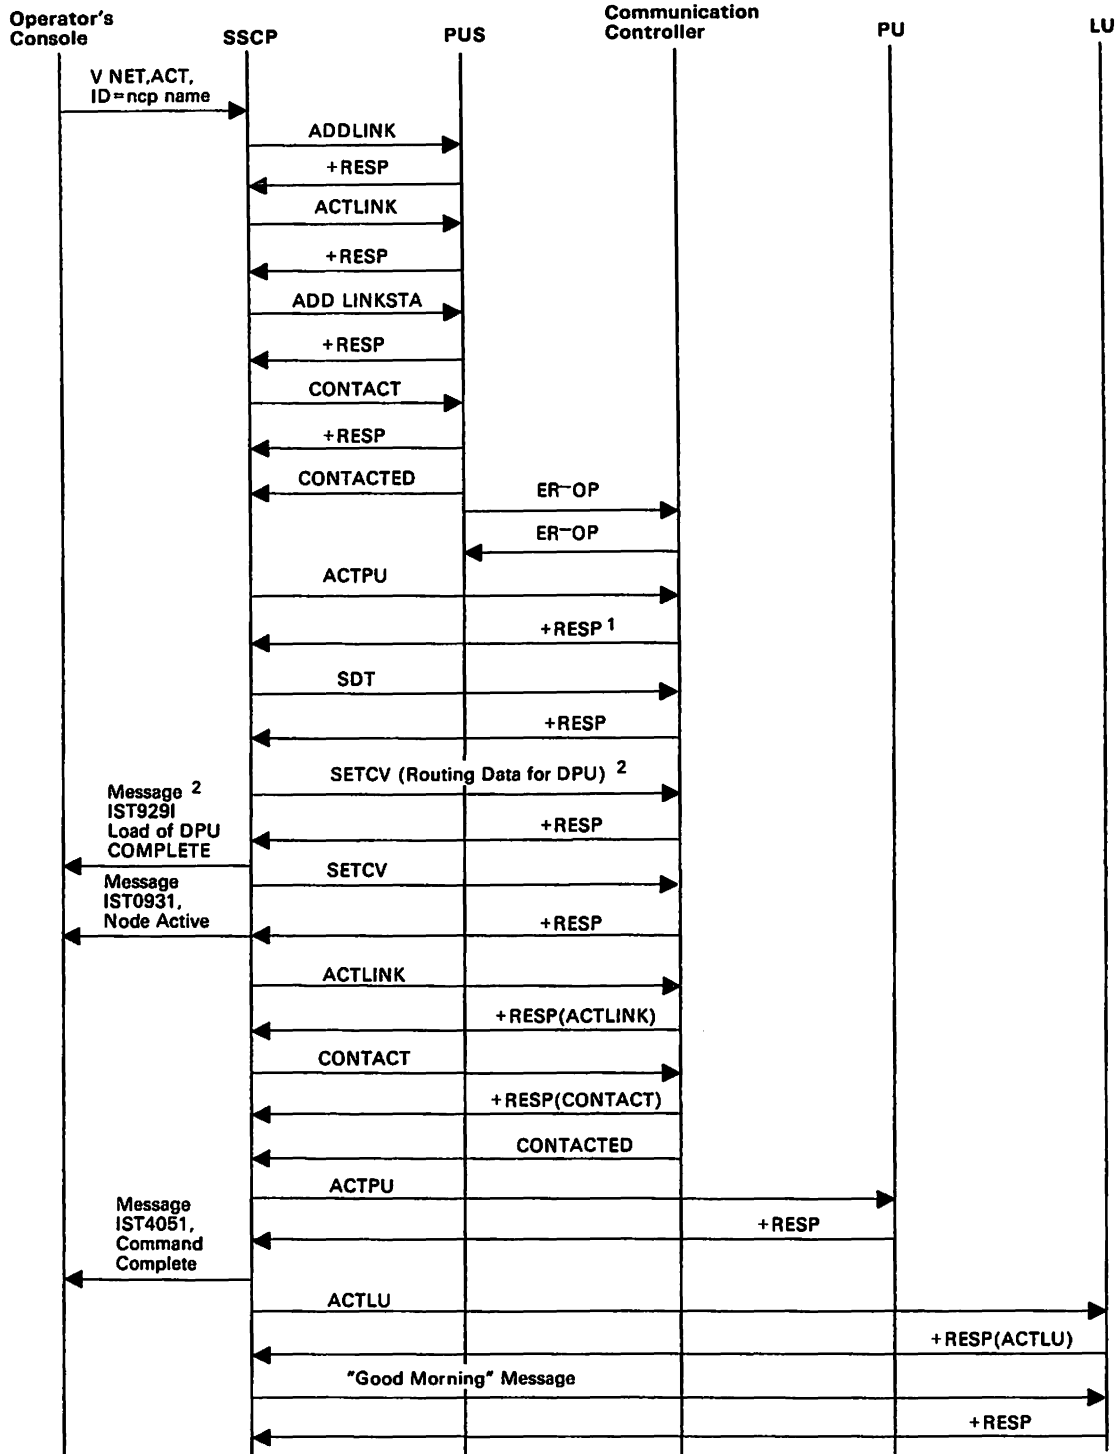 Operator's
Console
SSCP
PUS
Communication
Controller
PU
LU
V NET,ACT,
ID=ncp name
ADDLINK
+RESP
ACTLINK
+RESP
ADD LINKSTA
+RESP
CONTACT
+RESP
CONTACTED
ER-OP
ER-OP
ACTPU
+RESP 1
SDT
+RESP
SETCV (Routing Data for DPU) 2
Message 2
IST929I
Load of DPU
COMPLETE
+RESP
SETCV
Message
IST0931,
Node Active
+RESP
ACTLINK
+RESP(ACTLINK)
CONTACT
+RESP(CONTACT)
CONTACTED
ACTPU
Message
IST4051,
Command
Complete
+RESP
ACTLU
+RESP(ACTLU)
"Good Morning" Message
+RESP